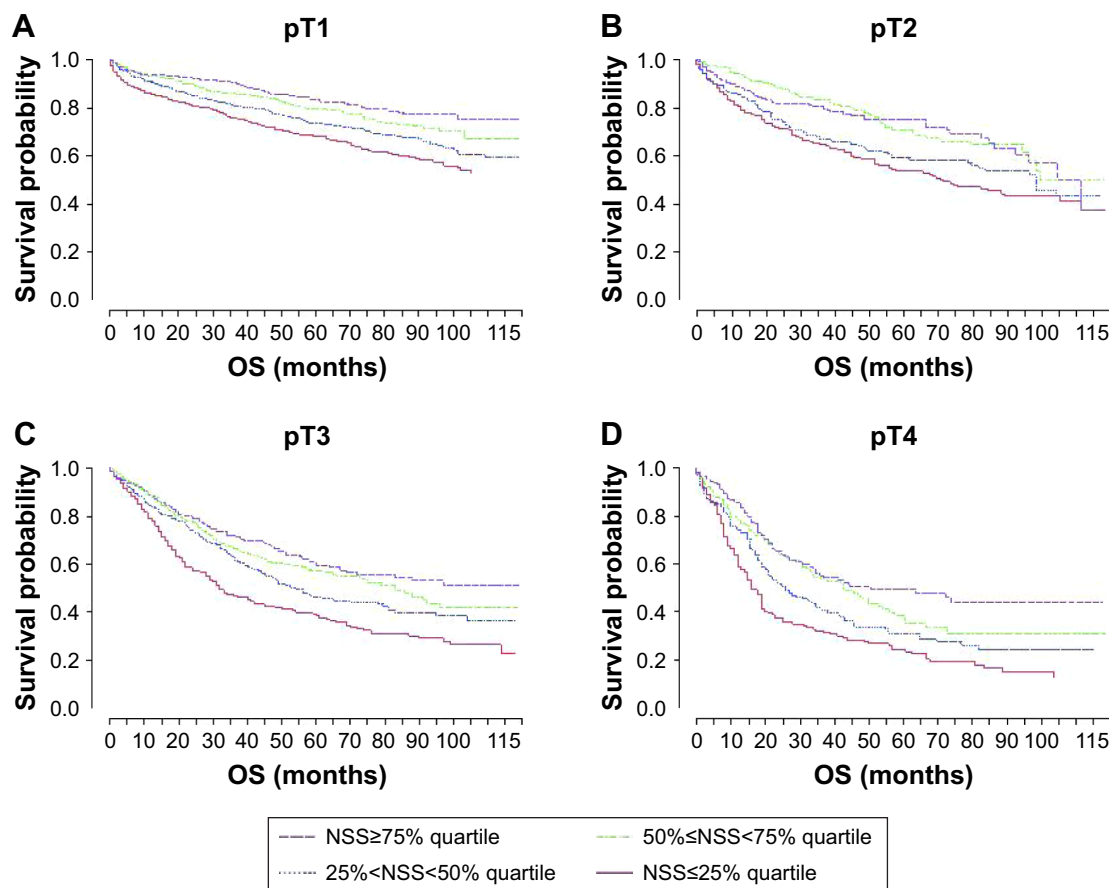 A
pT1
Survival probability
1.0
0.8
0.6
0.4
0.2
0.0
0 10 20 30 40 50 60 70 80 90 100 115
OS (months)
B
pT2
Survival probability
1.0
0.8
0.6
0.4
0.2
0.0
0 10 20 30 40 50 60 70 80 90 100 115
OS (months)
C
pT3
Survival probability
1.0
0.8
0.6
0.4
0.2
0.0
0 10 20 30 40 50 60 70 80 90 100 115
OS (months)
D
pT4
Survival probability
1.0
0.8
0.6
0.4
0.2
0.0
0 10 20 30 40 50 60 70 80 90 100 115
OS (months)
NSS≥75% quartile
50%≤NSS<75% quartile
25%<NSS<50% quartile
NSS≤25% quartile